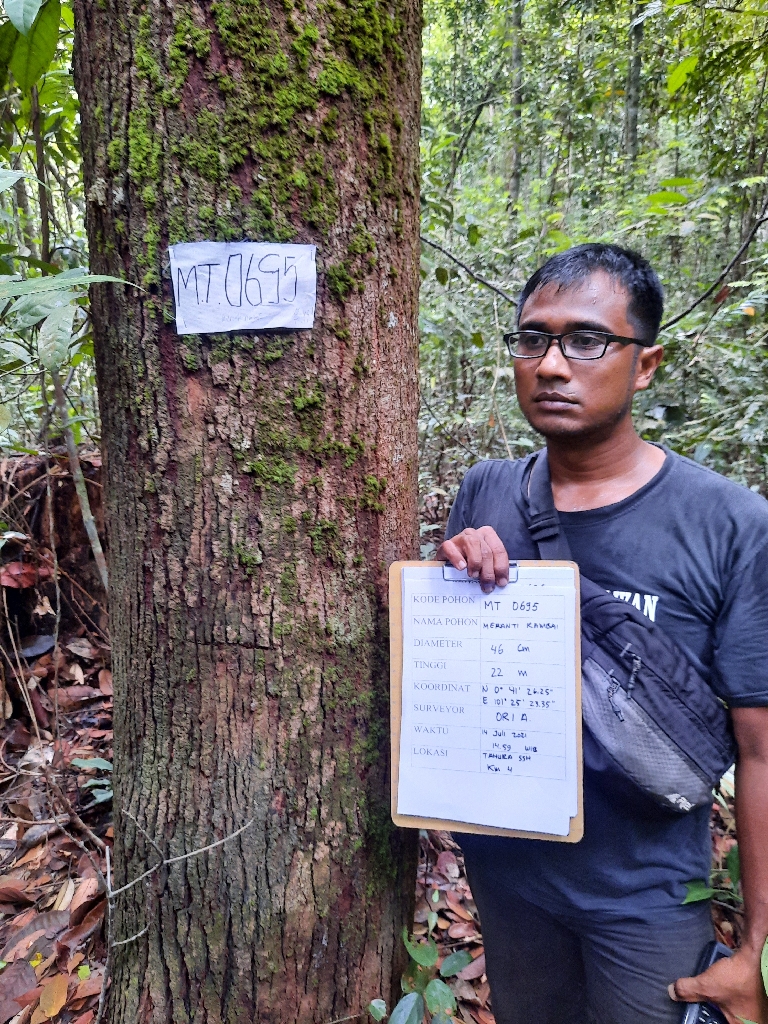 MT.0695
KODE POHON MT 0695
NAMA POHON MERANTI KAMBAI
DIAMETER 46 Cm
TINGGI 22 m
KOORDINAT N 0° 41' 26.25"
E 101° 25' 23.35"
SURVEYOR ORI A.
WAKTU 14 JULI 2021
14.59 WIB
LOKASI TAHURA SSH
Km 4